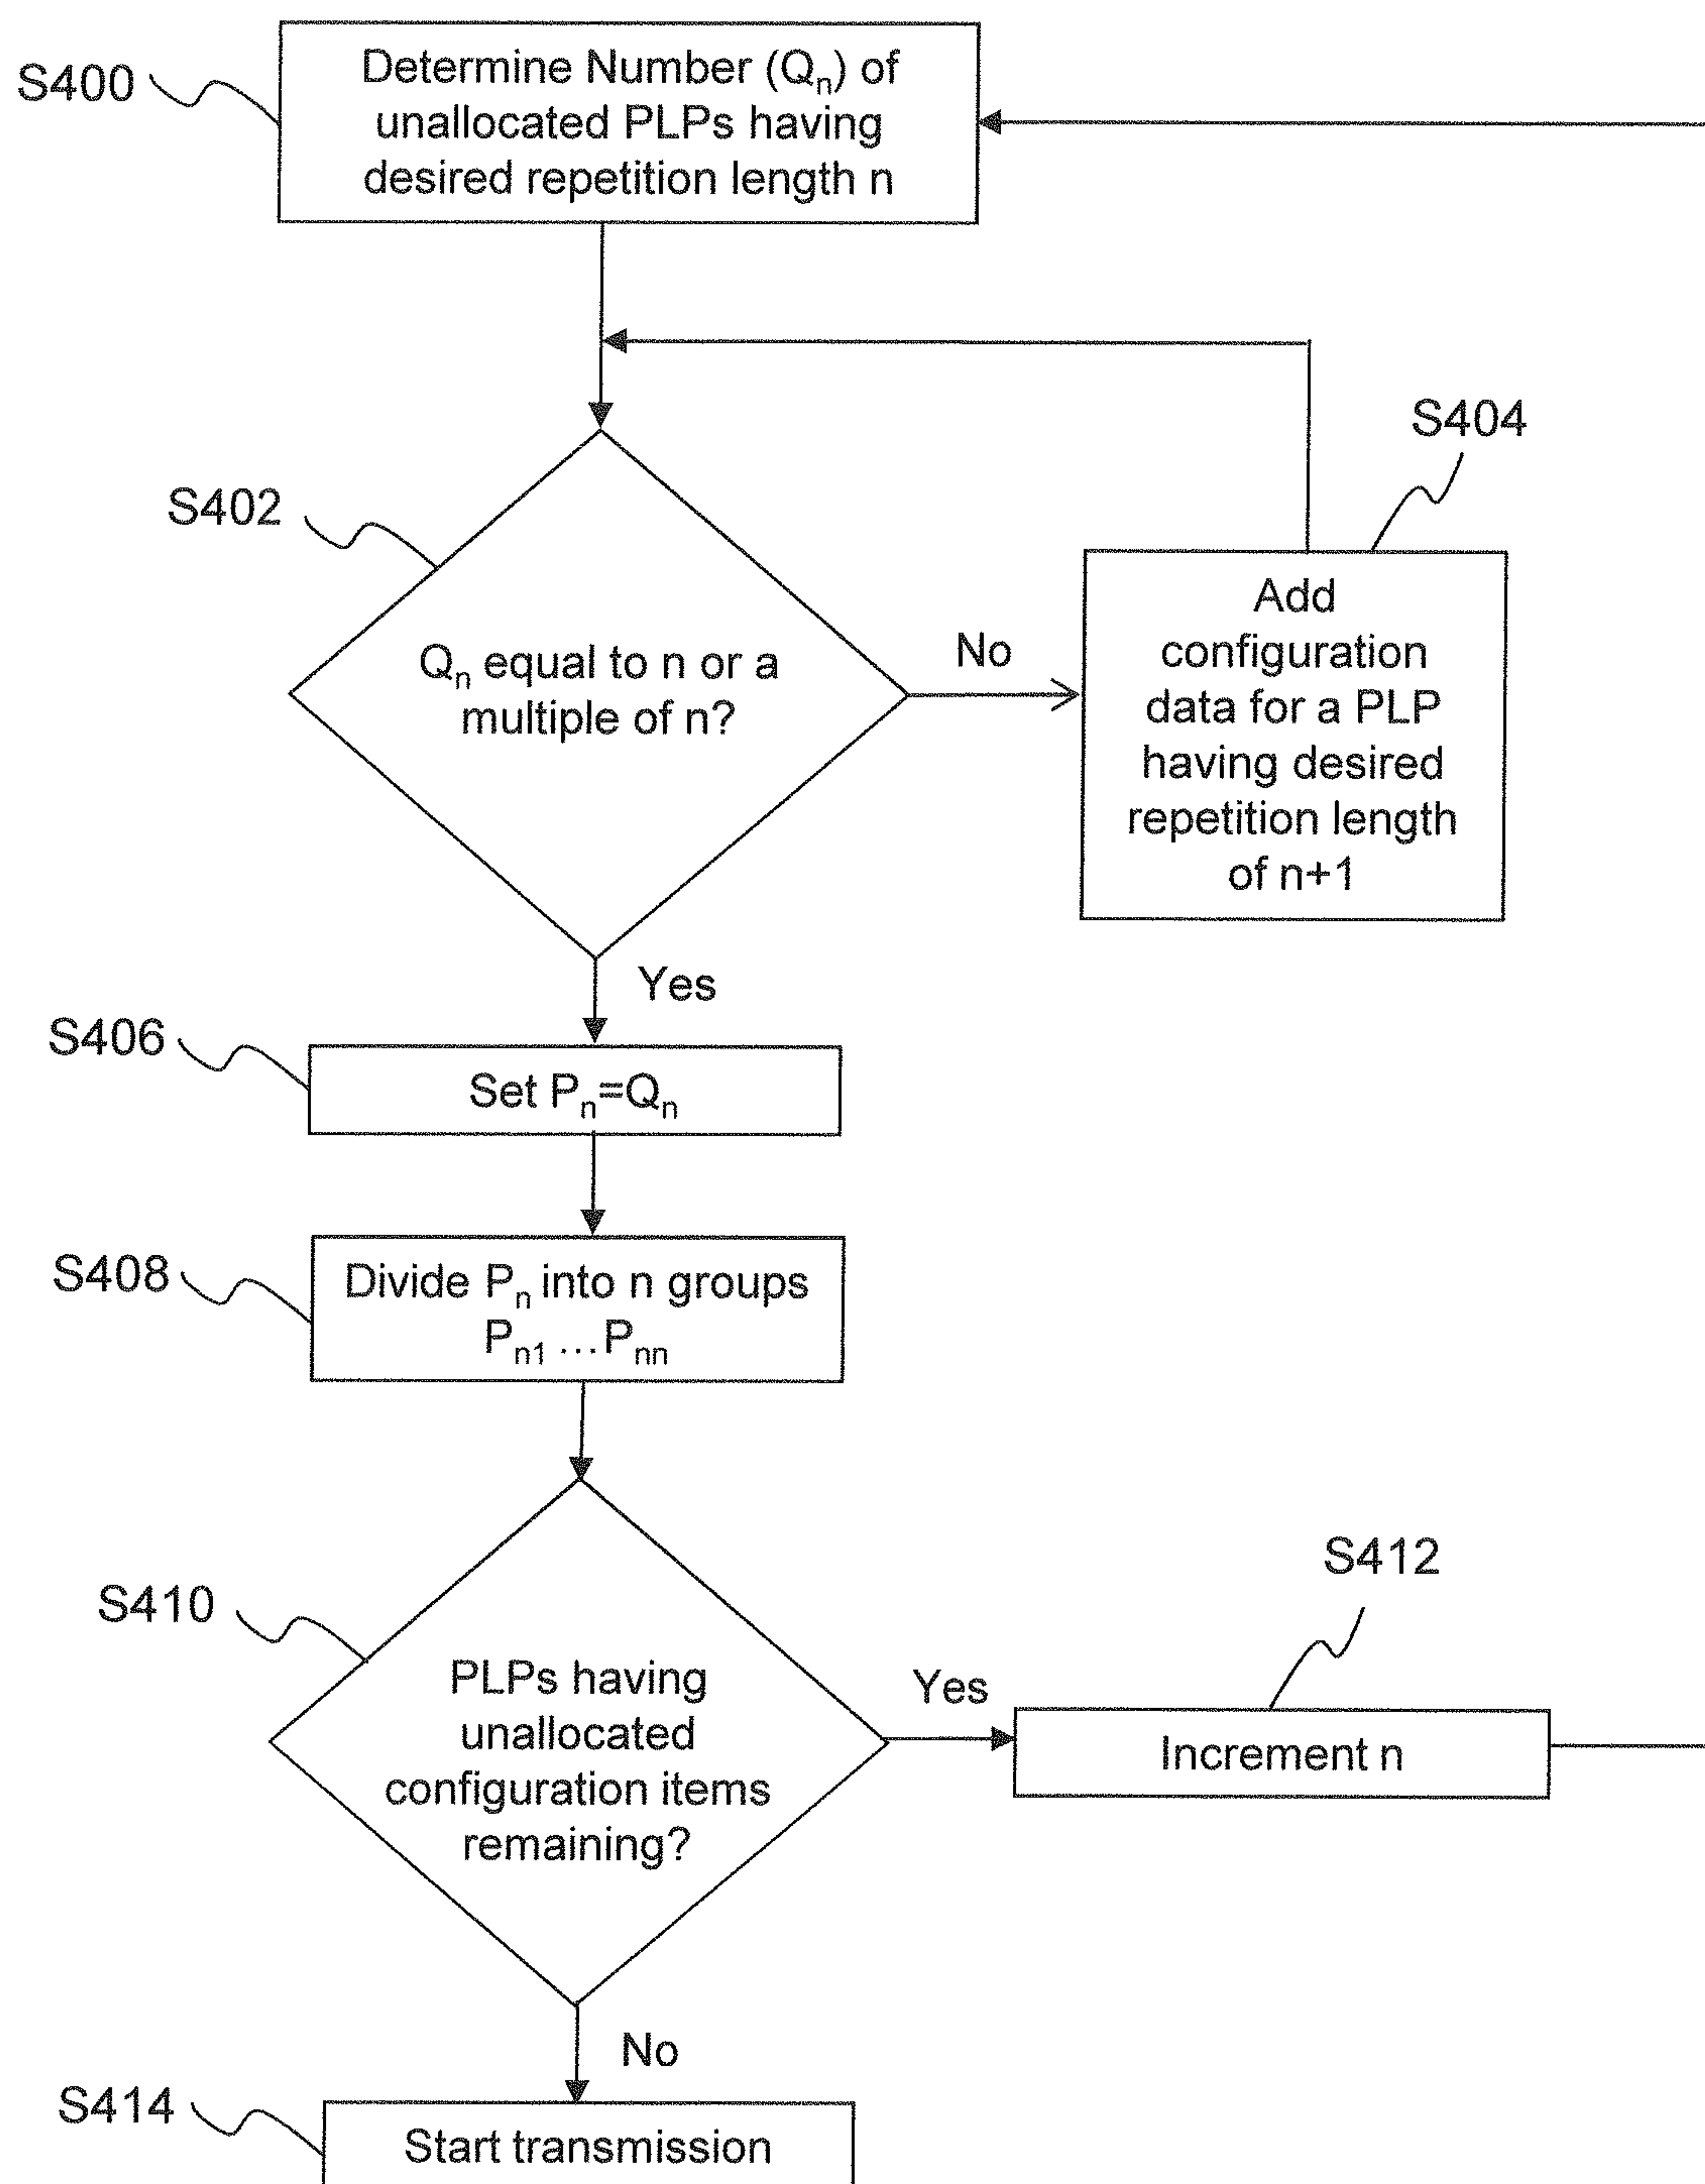 S400
Determine Number (Qn) of
unallocated PLPs having
desired repetition length n
S402
Qn equal to n or a
multiple of n?
No
S404
Add
configuration
data for a PLP
having desired
repetition length
of n+1
Yes
S406
Set Pn=Qn
S408
Divide Pn into n groups
Pn1 ...Pnn
S410
PLPs having
unallocated
configuration items
remaining?
Yes
S412
Increment n
No
S414
Start transmission